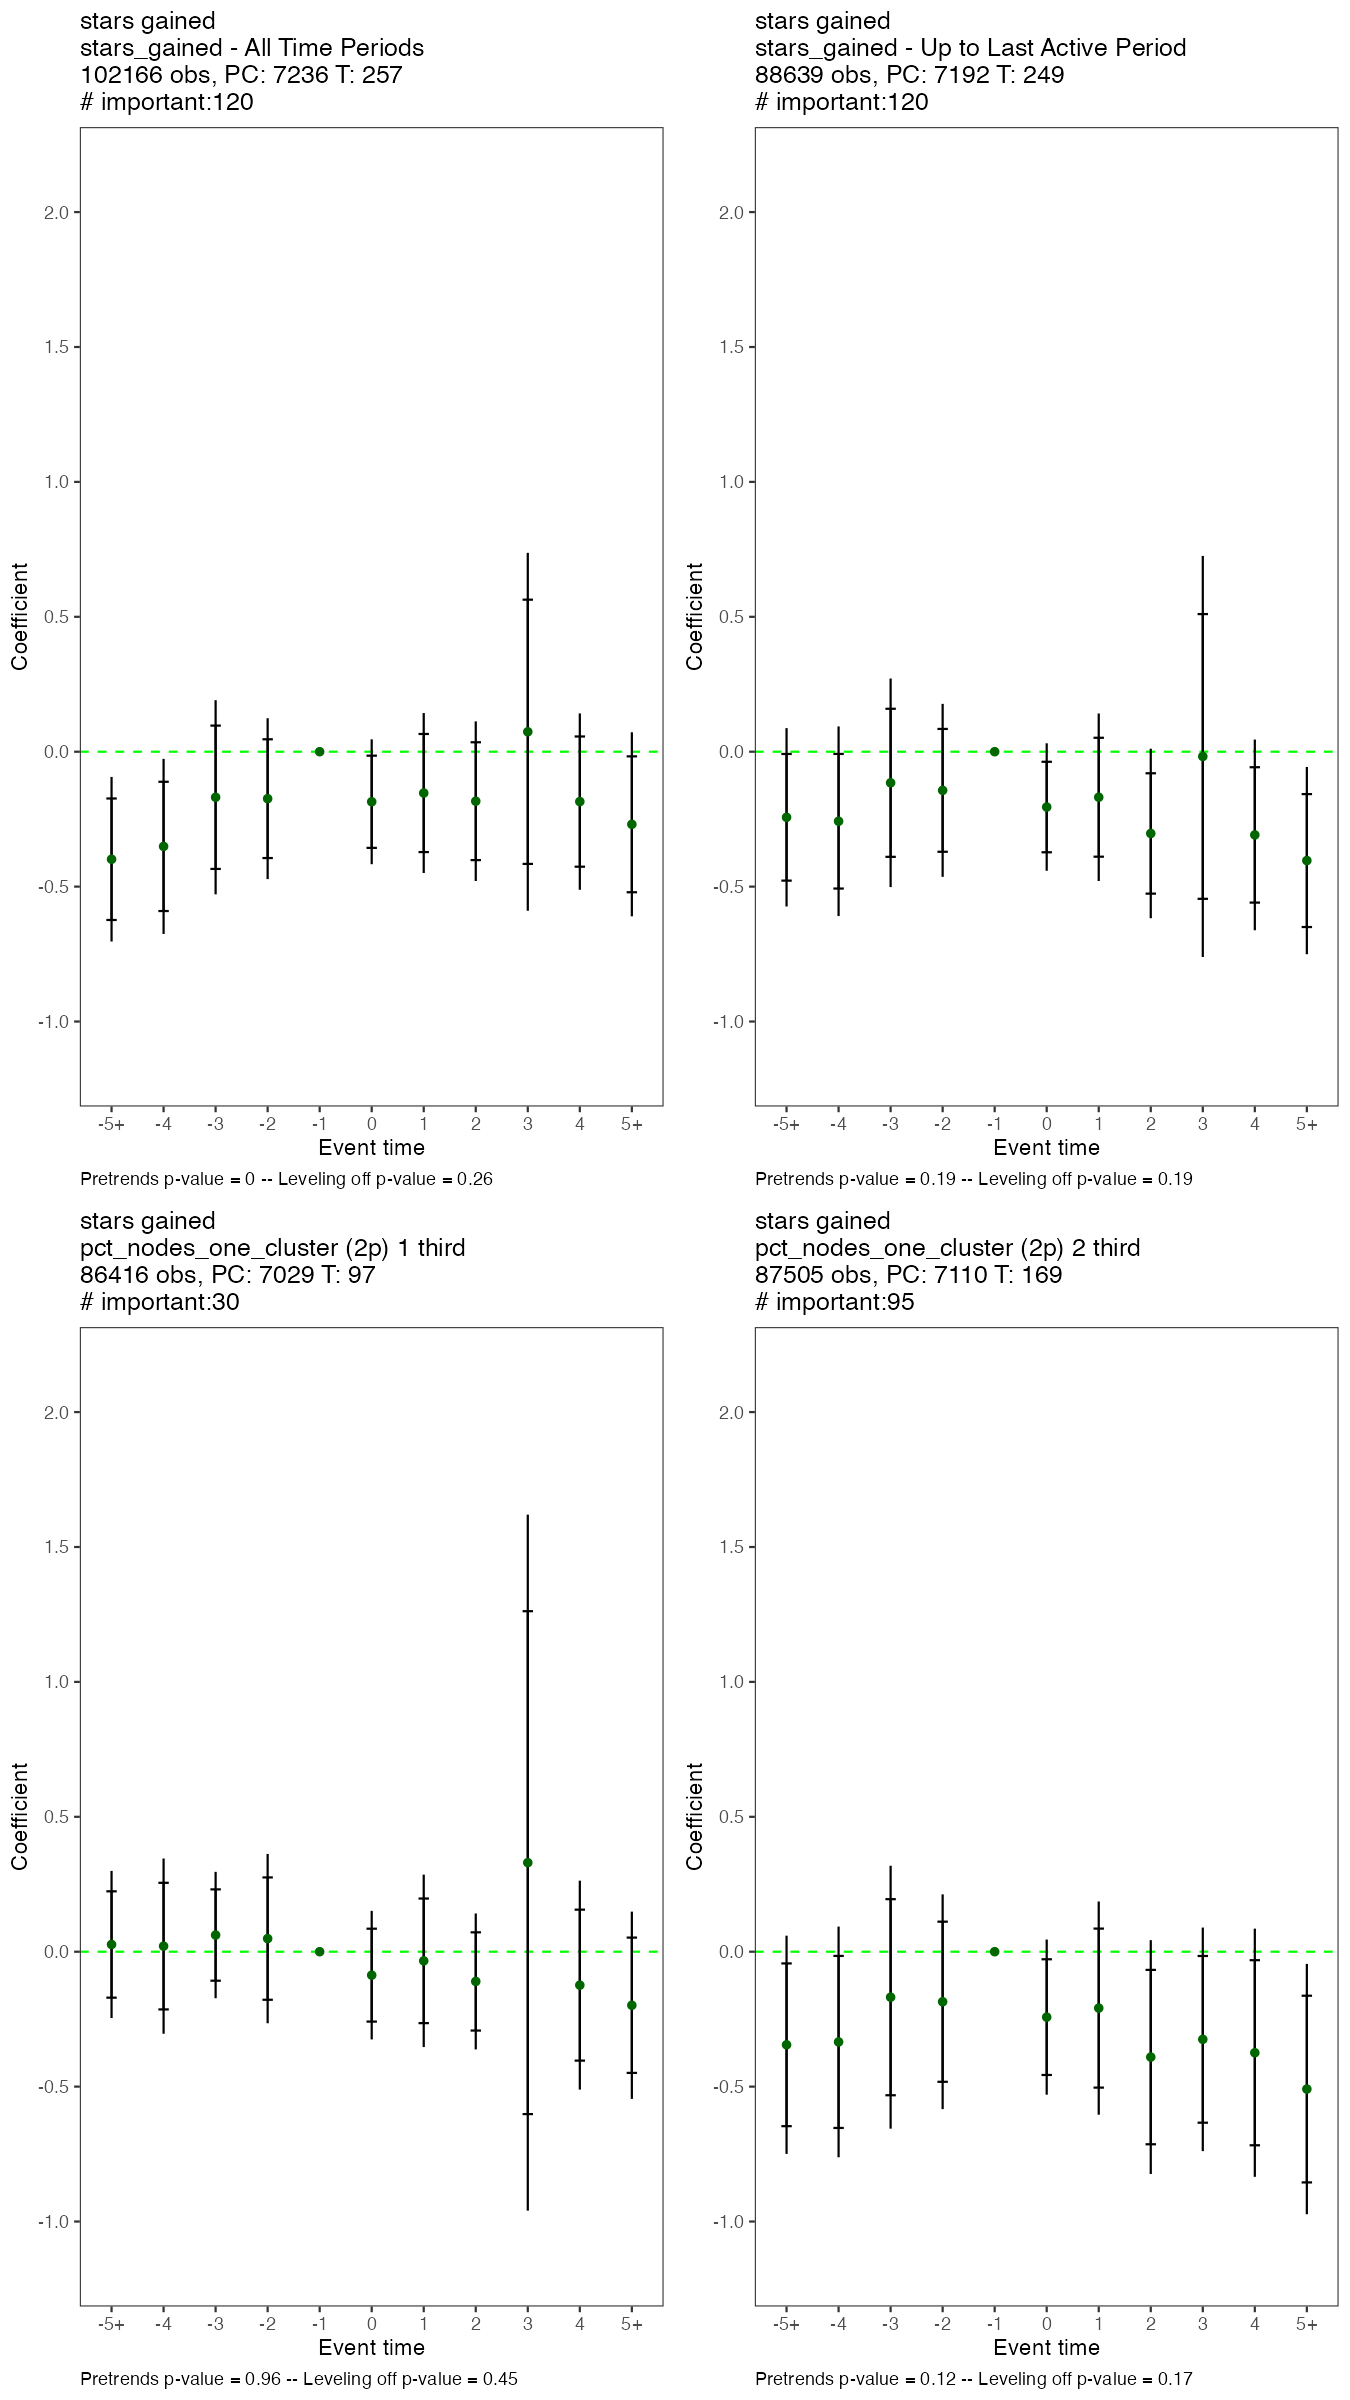 stars gained
stars_gained - All Time Periods
102166 obs, PC: 7236 T: 257
# important:120
2.0
1.5
1.0
0.5
0.0
-0.5
-1.0
Coefficient
-5+ -4 -3 -2 -1 0 1 2 3 4 5+
Event time
Pretrends p-value = 0 -- Leveling off p-value = 0.26
stars gained
stars_gained - Up to Last Active Period
88639 obs, PC: 7192 T: 249
# important:120
2.0
1.5
1.0
0.5
0.0
-0.5
-1.0
Coefficient
-5+ -4 -3 -2 -1 0 1 2 3 4 5+
Event time
Pretrends p-value = 0.19 -- Leveling off p-value = 0.19
stars gained
pct_nodes_one_cluster (2p) 1 third
86416 obs, PC: 7029 T: 97
# important:30
2.0
1.5
1.0
0.5
0.0
-0.5
-1.0
Coefficient
-5+ -4 -3 -2 -1 0 1 2 3 4 5+
Event time
Pretrends p-value = 0.96 -- Leveling off p-value = 0.45
stars gained
pct_nodes_one_cluster (2p) 2 third
87505 obs, PC: 7110 T: 169
# important:95
2.0
1.5
1.0
0.5
0.0
-0.5
-1.0
Coefficient
-5+ -4 -3 -2 -1 0 1 2 3 4 5+
Event time
Pretrends p-value = 0.12 -- Leveling off p-value = 0.17